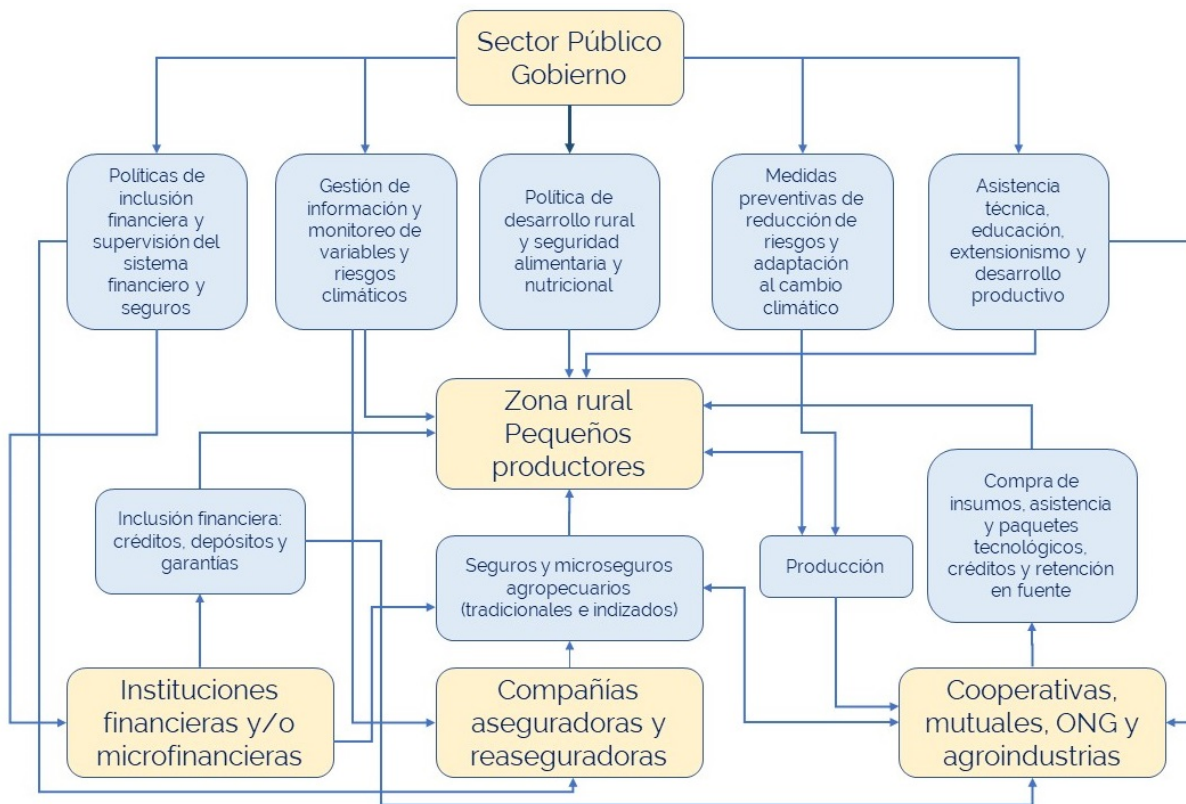 Sector Público
Gobierno
Políticas de
inclusión
financiera y
supervisión del
sistema
financiero y
seguros
Gestión de
información y
monitoreo de
variables y
riesgos
climáticos
Política de
desarrollo rural
y seguridad
alimentaria y
nutricional
Medidas
preventivas de
reducción de
riesgos y
adaptación
al cambio
climático
Asistencia
técnica,
educación,
extensionismo y
desarrollo
productivo
Zona rural
Pequeños
productores
Inclusión financiera:
créditos, depósitos y
garantías
Seguros y microseguros
agropecuarios
(tradicionales e indizados)
Producción
Compra de
insumos, asistencia
y paquetes
tecnológicos,
créditos y retención
en fuente
Instituciones
financieras y/o
microfinancieras
Compañías
aseguradoras y
reaseguradoras
Cooperativas,
mutuales, ONG y
agroindustrias